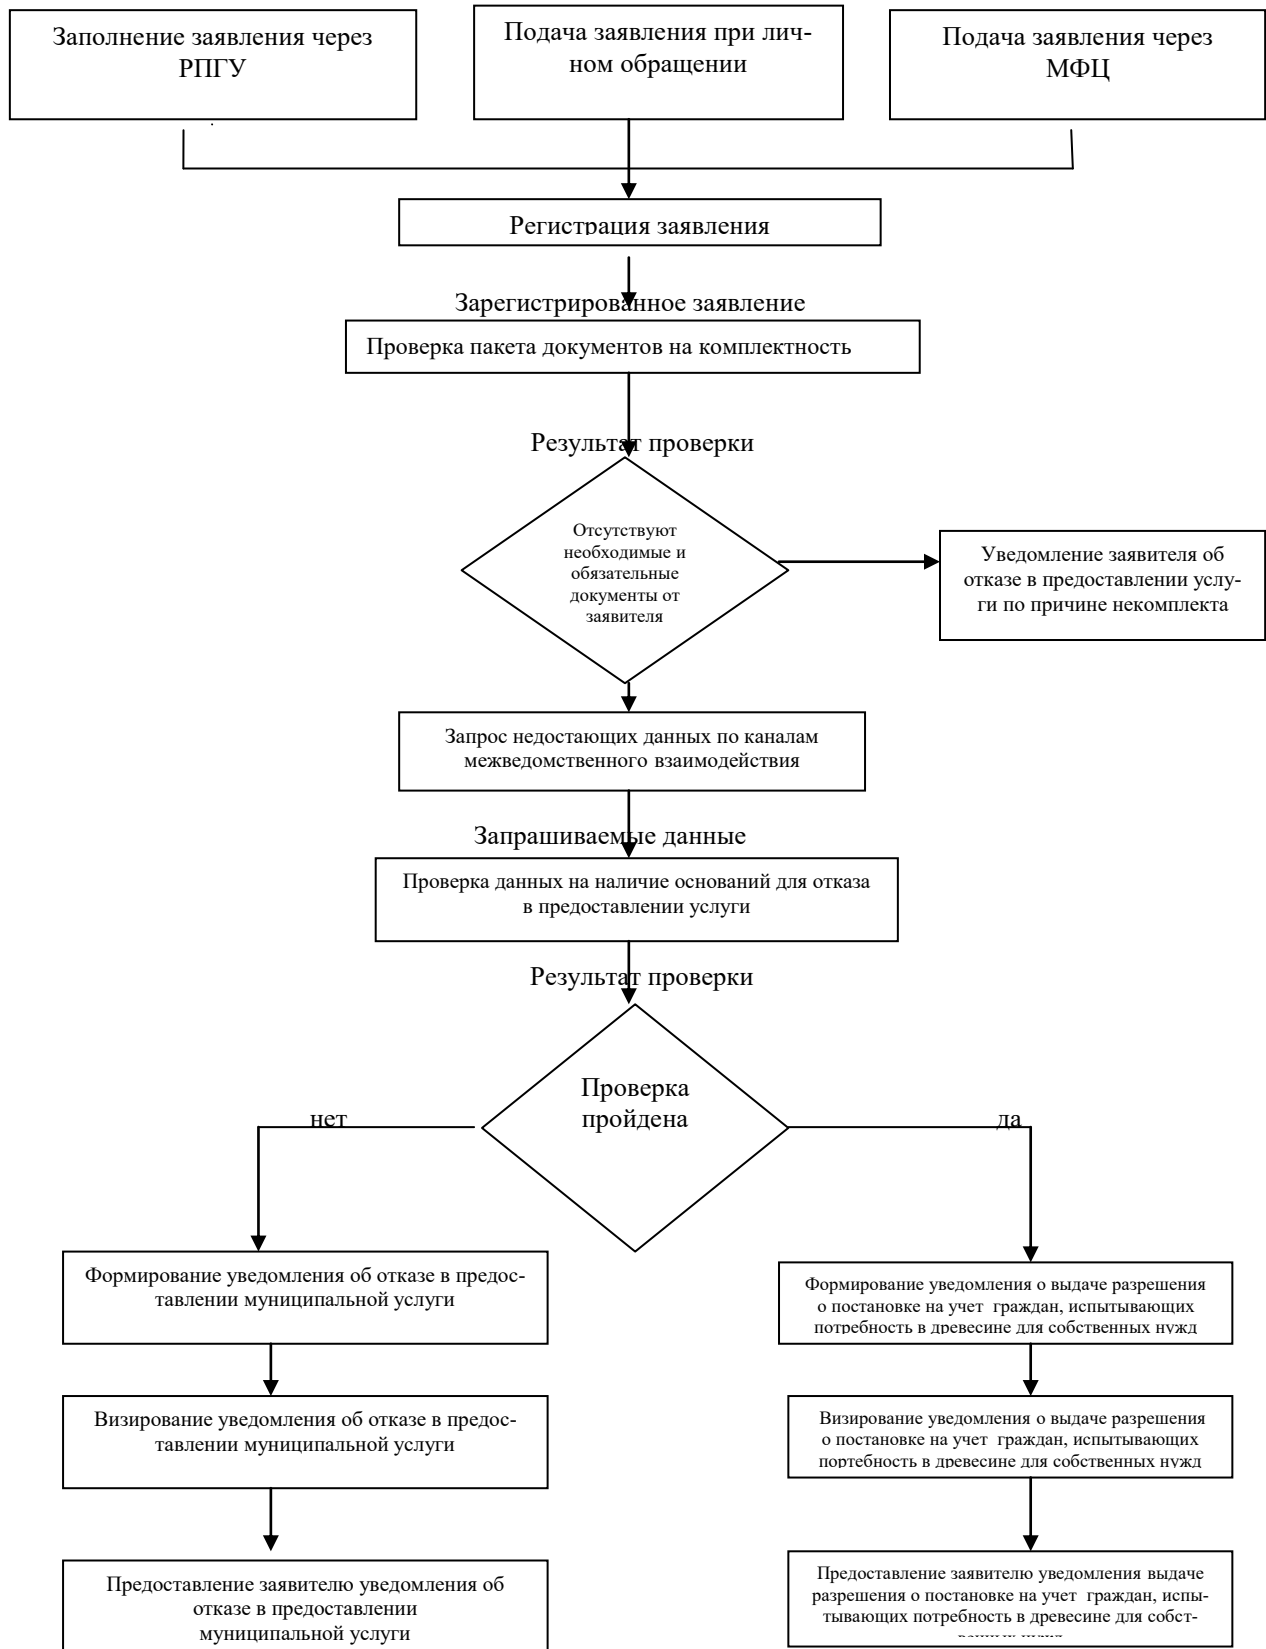 Заполнение заявления через
РПГУ
Подача заявления при лич-
ном обращении
Подача заявления через
МФЦ
Регистрация заявления
Зарегистрированное заявление
Проверка пакета документов на комплектность
Результат проверки
Отсутствуют
необходимые и
обязательные
документы от
заявителя
Уведомление заявителя об
отказе в предоставлении услу-
ги по причине некомплекта
Запрос недостающих данных по каналам
межведомственного взаимодействия
Запрашиваемые данные
Проверка данных на наличие оснований для отказа
в предоставлении услуги
Результат проверки
Проверка
пройдена
нет
да
Формирование уведомления об отказе в предос-
тавлении муниципальной услуги
Формирование уведомления о выдаче разрешения
о постановке на учет граждан, испытывающих
потребность в древесине для собственных нужд
Визирование уведомления об отказе в предос-
тавлении муниципальной услуги
Визирование уведомления о выдаче разрешения
о постановке на учет граждан, испытывающих
портебность в древесине для собственных нужд
Предоставление заявителю уведомления об
отказе в предоставлении
муниципальной услуги
Предоставление заявителю уведомления выдаче
разрешения о постановке на учет граждан, испы-
тывающих потребность в древесине для собст-